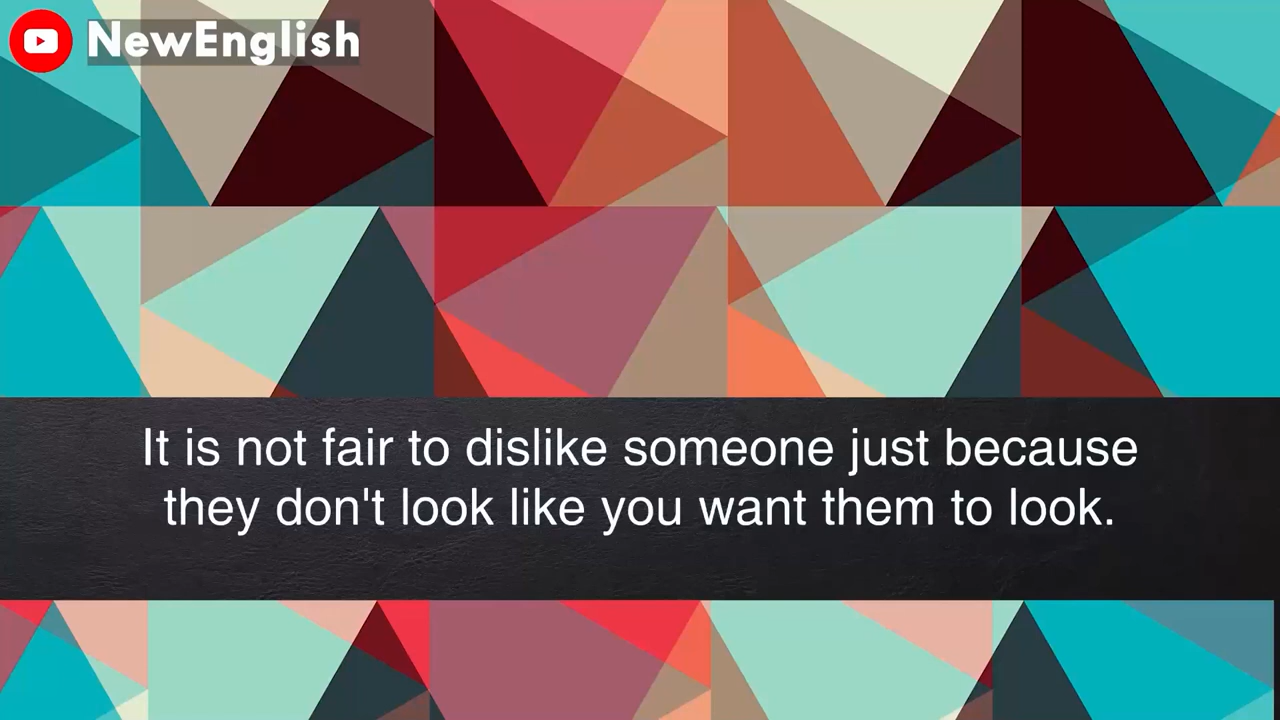 NewEnglish
It is not fair to dislike someone just because
they don't look like you want them to look.